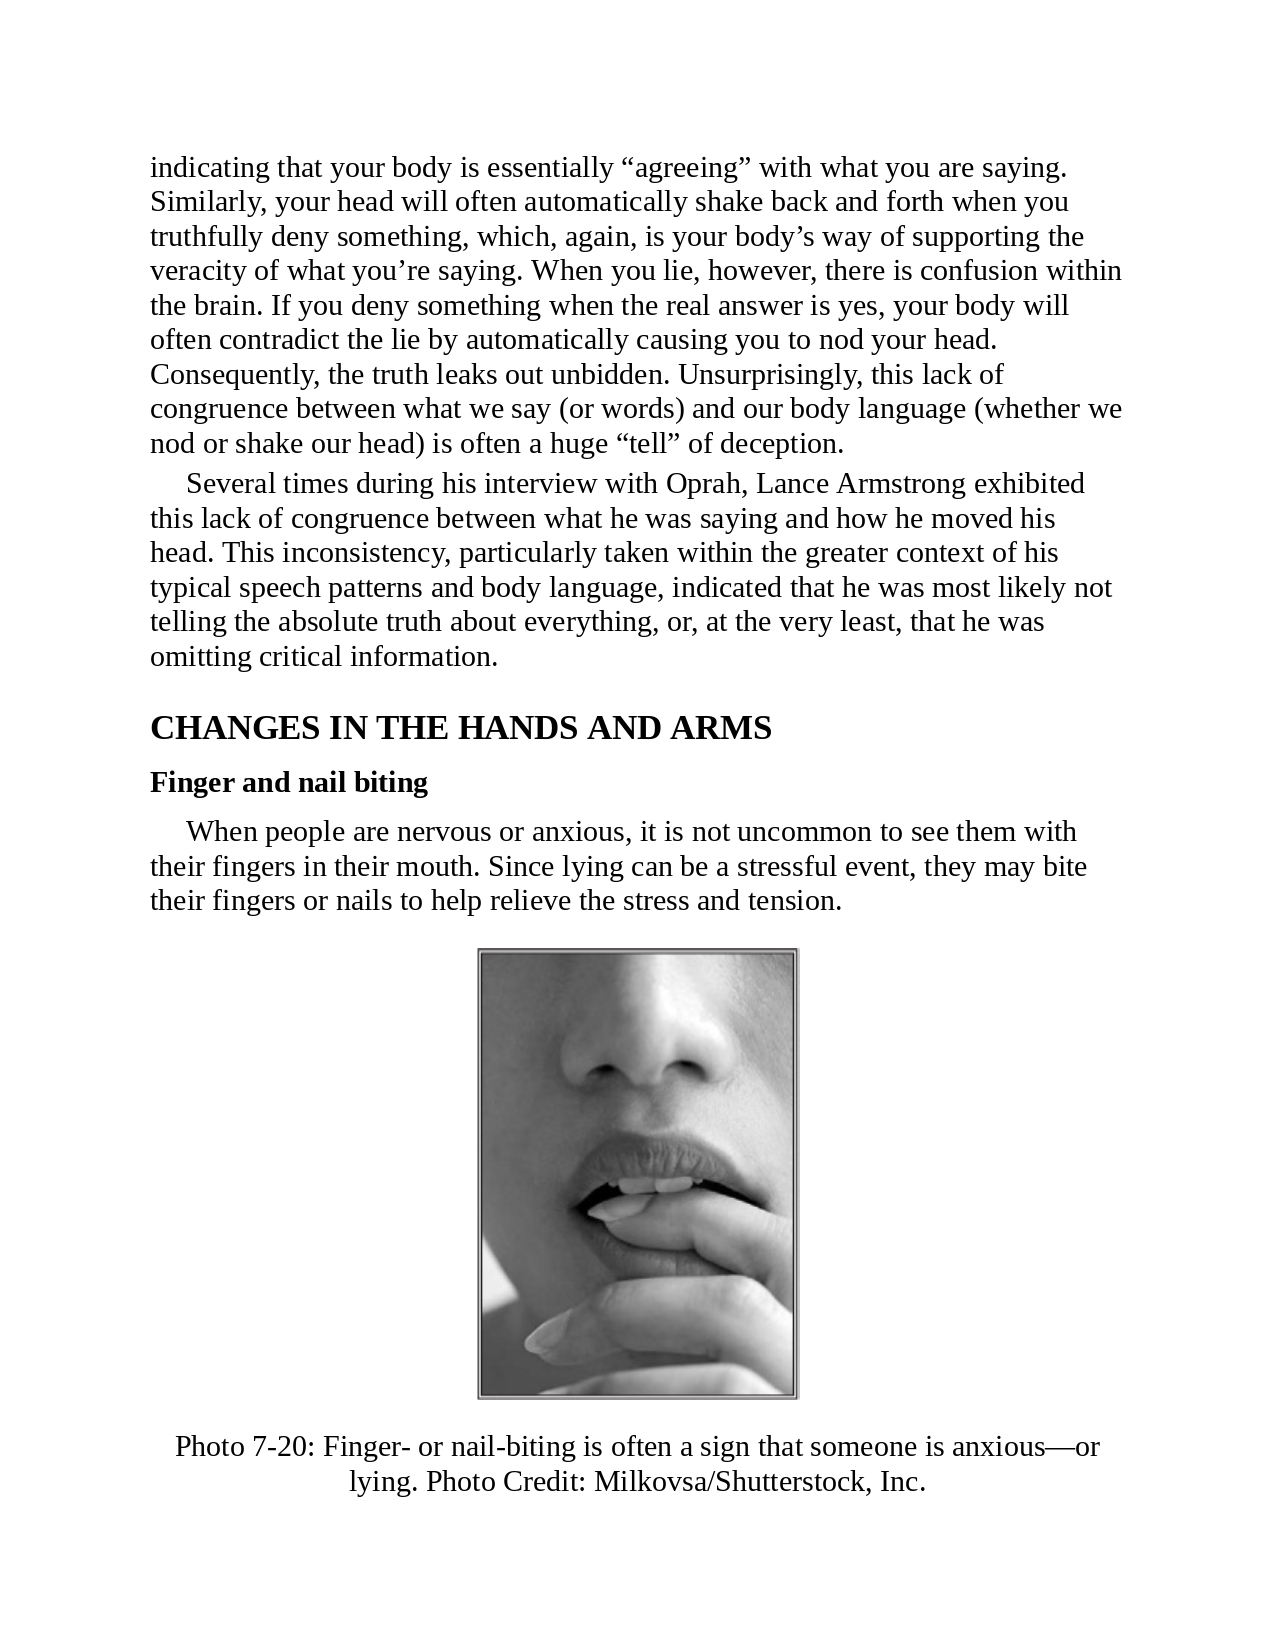 indicating that your body is essentially “agreeing” with what you are saying.
Similarly, your head will often automatically shake back and forth when you
truthfully deny something, which, again, is your body’s way of supporting the
veracity of what you’re saying. When you lie, however, there is confusion within
the brain. If you deny something when the real answer is yes, your body will
often contradict the lie by automatically causing you to nod your head.
Consequently, the truth leaks out unbidden. Unsurprisingly, this lack of
congruence between what we say (or words) and our body language (whether we
nod or shake our head) is often a huge “tell” of deception.
Several times during his interview with Oprah, Lance Armstrong exhibited
this lack of congruence between what he was saying and how he moved his
head. This inconsistency, particularly taken within the greater context of his
typical speech patterns and body language, indicated that he was most likely not
telling the absolute truth about everything, or, at the very least, that he was
omitting critical information.
CHANGES IN THE HANDS AND ARMS
Finger and nail biting
When people are nervous or anxious, it is not uncommon to see them with
their fingers in their mouth. Since lying can be a stressful event, they may bite
their fingers or nails to help relieve the stress and tension.
Photo 7-20: Finger- or nail-biting is often a sign that someone is anxious—or
lying. Photo Credit: Milkovsa/Shutterstock, Inc.